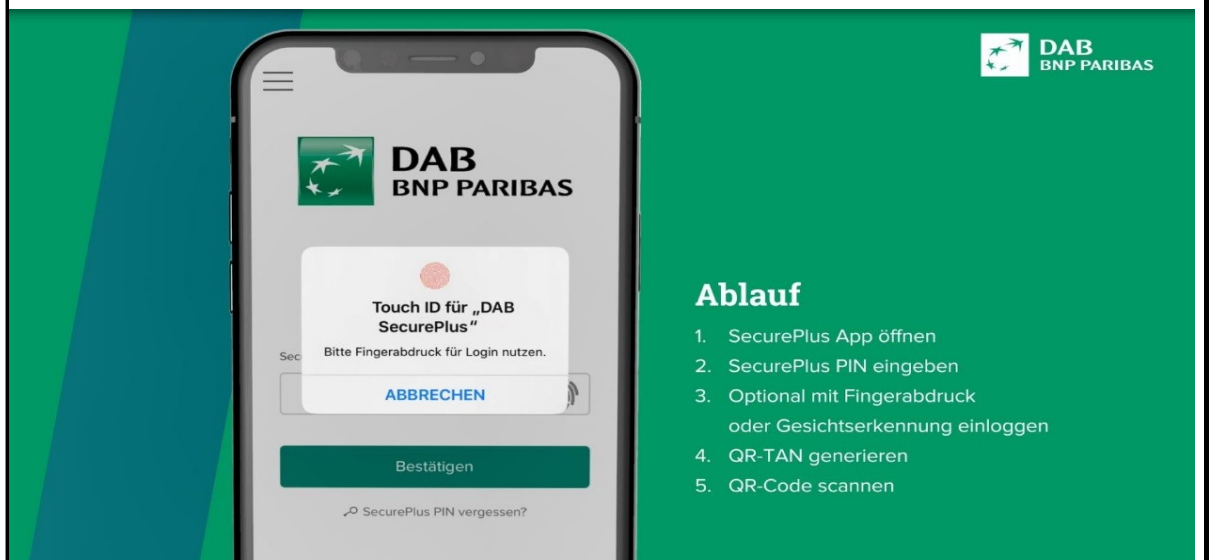 DAB
BNP PARIBAS
DAB
BNP PARIBAS
Touch ID für „DAB
SecurePlus“
Bitte Fingerabdruck für Login nutzen.
Sec
ABBRECHEN
Bestätigen
SecurePlus PIN vergessen?
Ablauf
1. SecurePlus App öffnen
2. SecurePlus PIN eingeben
3. Optional mit Fingerabdruck
oder Gesichtserkennung einloggen
4. QR-TAN generieren
5. QR-Code scannen